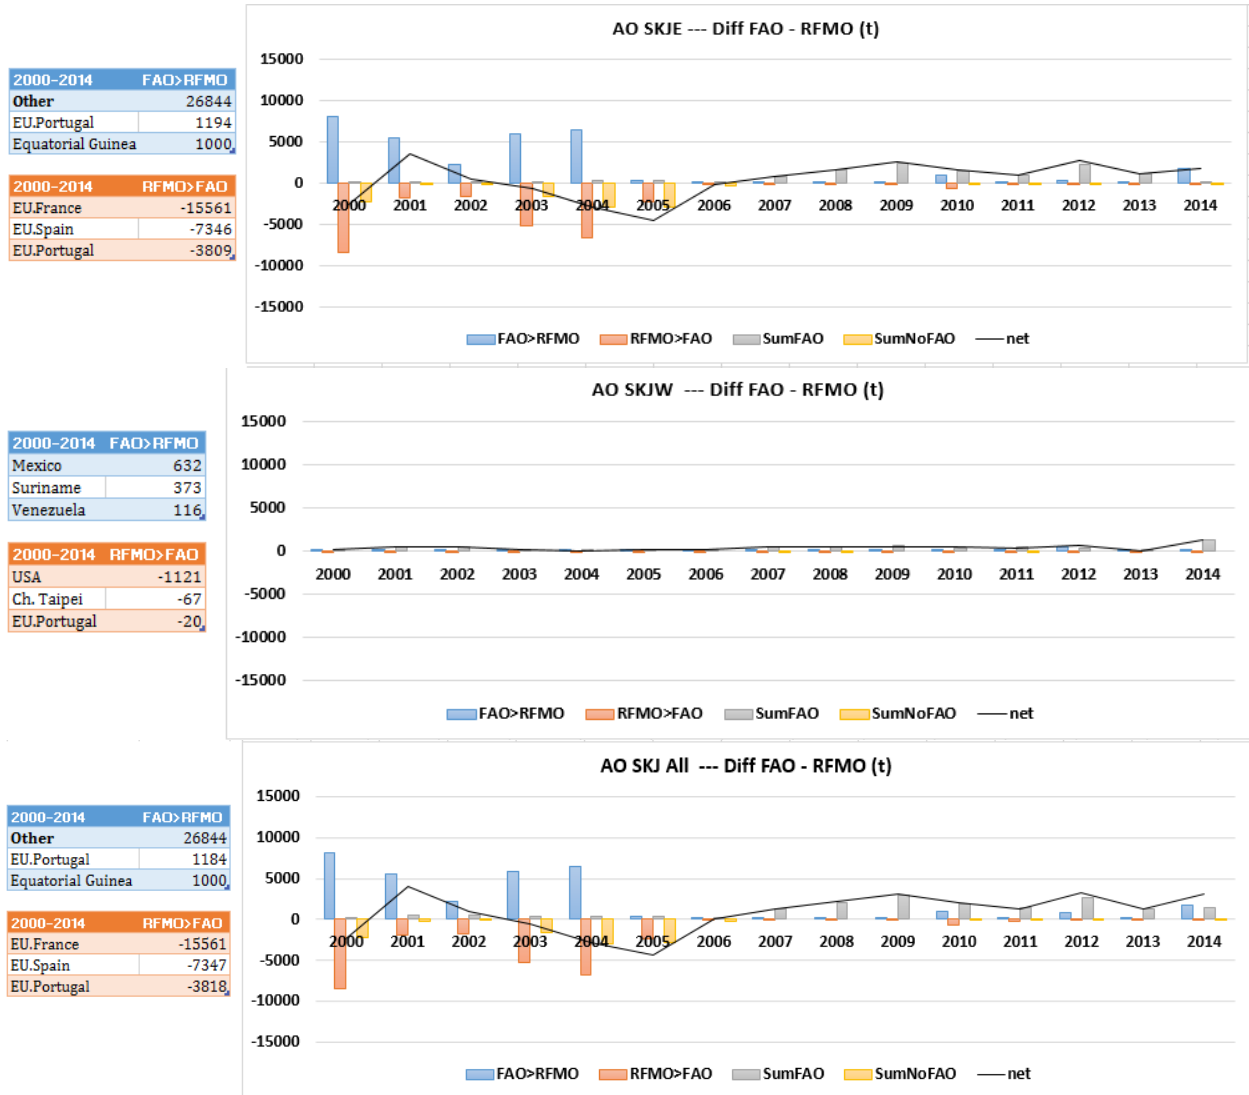 AO SKJE --- Diff FAO - RFMO (t)
2000-2014 FAO>RFMO
Other 26844
EU.Portugal 1194
Equatorial Guinea 1000
2000-2014 RFMO>FAO
EU.France -15561
EU.Spain -7346
EU.Portugal -3809
15000
10000
5000
0
-5000
-10000
-15000
2000 2001 2002 2003 2004 2005 2006 2007 2008 2009 2010 2011 2012 2013 2014
FAO>RFMO RFMO>FAO SumFAO SumNoFAO net
AO SKJW --- Diff FAO - RFMO (t)
2000-2014 FAO>RFMO
Mexico 632
Suriname 373
Venezuela 116
2000-2014 RFMO>FAO
USA -1121
Ch. Taipei -67
EU.Portugal -20
15000
10000
5000
0
-5000
-10000
-15000
2000 2001 2002 2003 2004 2005 2006 2007 2008 2009 2010 2011 2012 2013 2014
FAO>RFMO RFMO>FAO SumFAO SumNoFAO net
AO SKJ All --- Diff FAO - RFMO (t)
2000-2014 FAO>RFMO
Other 26844
EU.Portugal 1184
Equatorial Guinea 1000
2000-2014 RFMO>FAO
EU.France -15561
EU.Spain -7347
EU.Portugal -3818
15000
10000
5000
0
-5000
-10000
-15000
2000 2001 2002 2003 2004 2005 2006 2007 2008 2009 2010 2011 2012 2013 2014
FAO>RFMO RFMO>FAO SumFAO SumNoFAO net